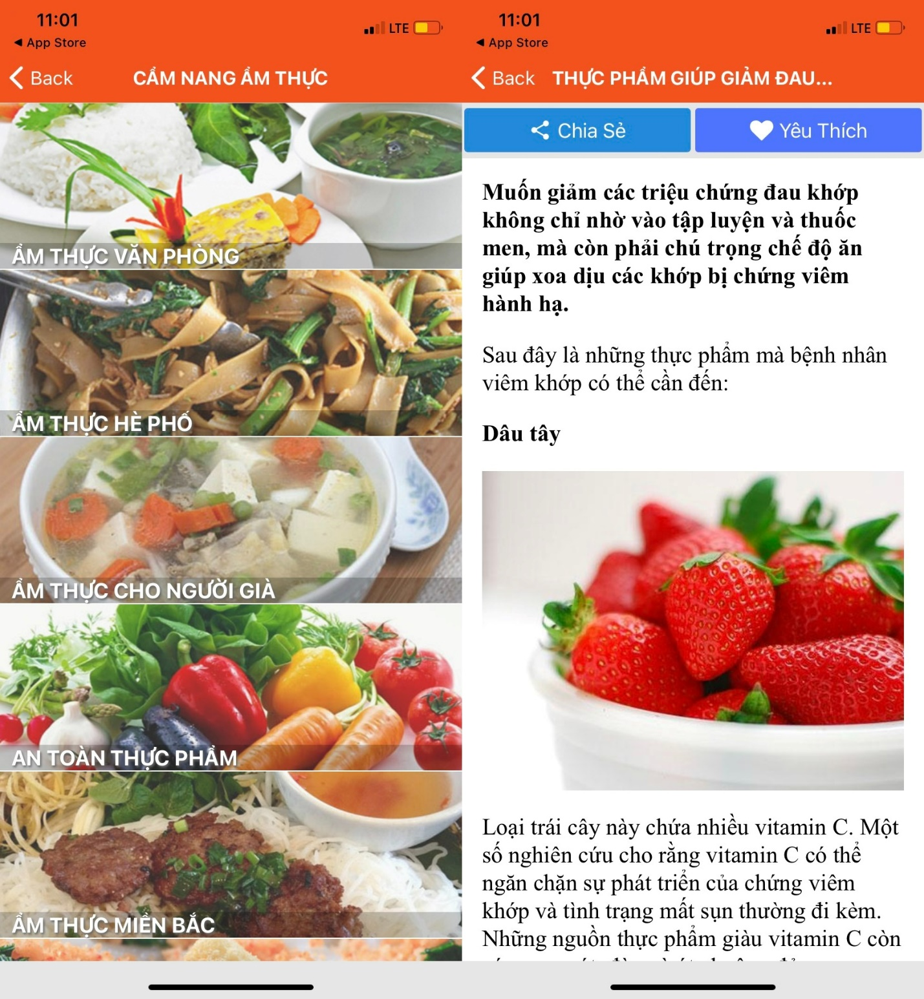 11:01
LTE
◀ App Store
Back
CẨM NANG ẨM THỰC
ẨM THỰC VĂN PHÒNG
ẨM THỰC HÈ PHỐ
ẨM THỰC CHO NGƯỜI GIÀ
AN TOÀN THỰC PHẨM
ẨM THỰC MIỀN BẮC
11:01
LTE
◀ App Store
Back
THỰC PHẨM GIÚP GIẢM ĐAU...
Chia Sẻ
Yêu Thích
Muốn giảm các triệu chứng đau khớp
không chỉ nhờ vào tập luyện và thuốc
men, mà còn phải chú trọng chế độ ăn
giúp xoa dịu các khớp bị chứng viêm
hành hạ.
Sau đây là những thực phẩm mà bệnh nhân
viêm khớp có thể cần đến:
Dâu tây
Loại trái cây này chứa nhiều vitamin C. Một
số nghiên cứu cho rằng vitamin C có thể
ngăn chặn sự phát triển của chứng viêm
khớp và tình trạng mất sụn thường đi kèm.
Những nguồn thực phẩm giàu vitamin C còn